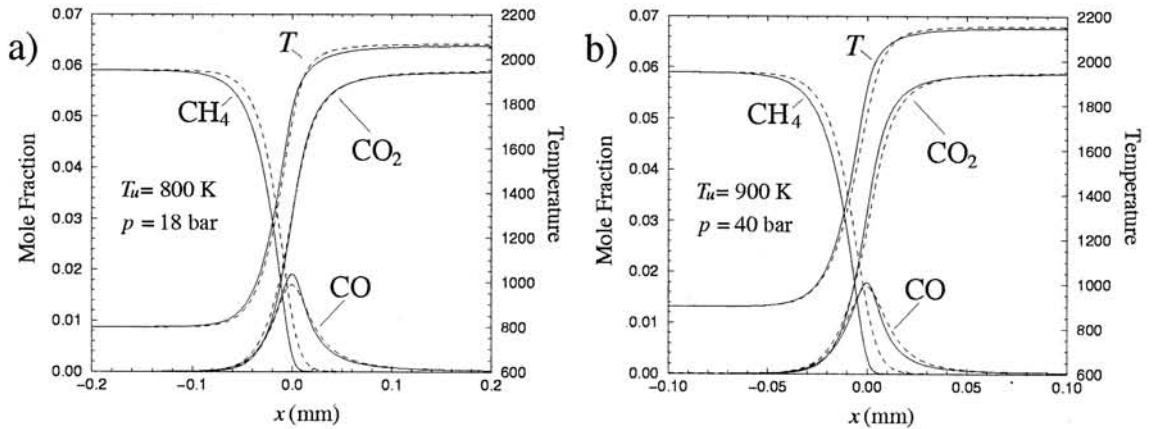 a)
0.07
0.06
0.05
0.04
0.03
0.02
0.01
0.00
Mole Fraction
−0.2
−0.1
0.0
0.1
0.2
x (mm)
2200
2000
1800
1600
1400
1200
1000
800
600
Temperature
T
CH₄
CO₂
T_u = 800 K
p = 18 bar
CO
b)
0.07
0.06
0.05
0.04
0.03
0.02
0.01
0.00
Mole Fraction
−0.10
−0.05
0.00
0.05
0.10
x (mm)
2200
2000
1800
1600
1400
1200
1000
800
600
Temperature
T
CH₄
CO₂
T_u = 900 K
p = 40 bar
CO